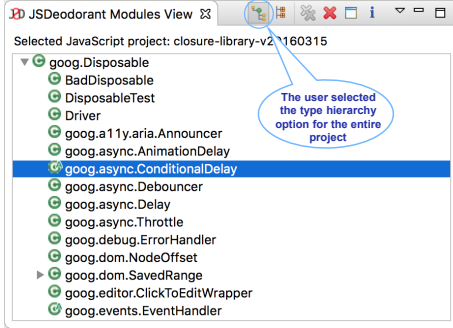 JSDeodorant Modules View
Selected JavaScript project: closure-library-v20160315
goog.Disposable
BadDisposable
DisposableTest
Driver
goog.a11y.aria.Announcer
goog.async.AnimationDelay
goog.async.ConditionalDelay
goog.async.Debouncer
goog.async.Delay
goog.async.Throttle
goog.debug.ErrorHandler
goog.dom.NodeOffset
goog.dom.SavedRange
goog.editor.ClickToEditWrapper
goog.events.EventHandler
The user selected
the type hierarchy
option for the entire
project